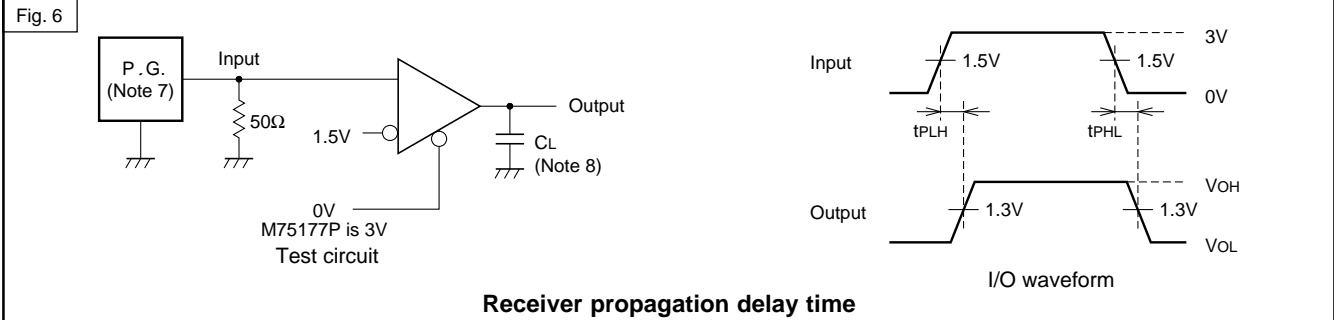 Fig. 6
P. G.
(Note 7)
Input
50Ω
1.5V
CL
(Note 8)
Output
0V
M75177P is 3V
Test circuit
Input
3V
1.5V
1.5V
0V
tPLH
tPHL
Output
VOH
1.3V
1.3V
VOL
I/O waveform
Receiver propagation delay time